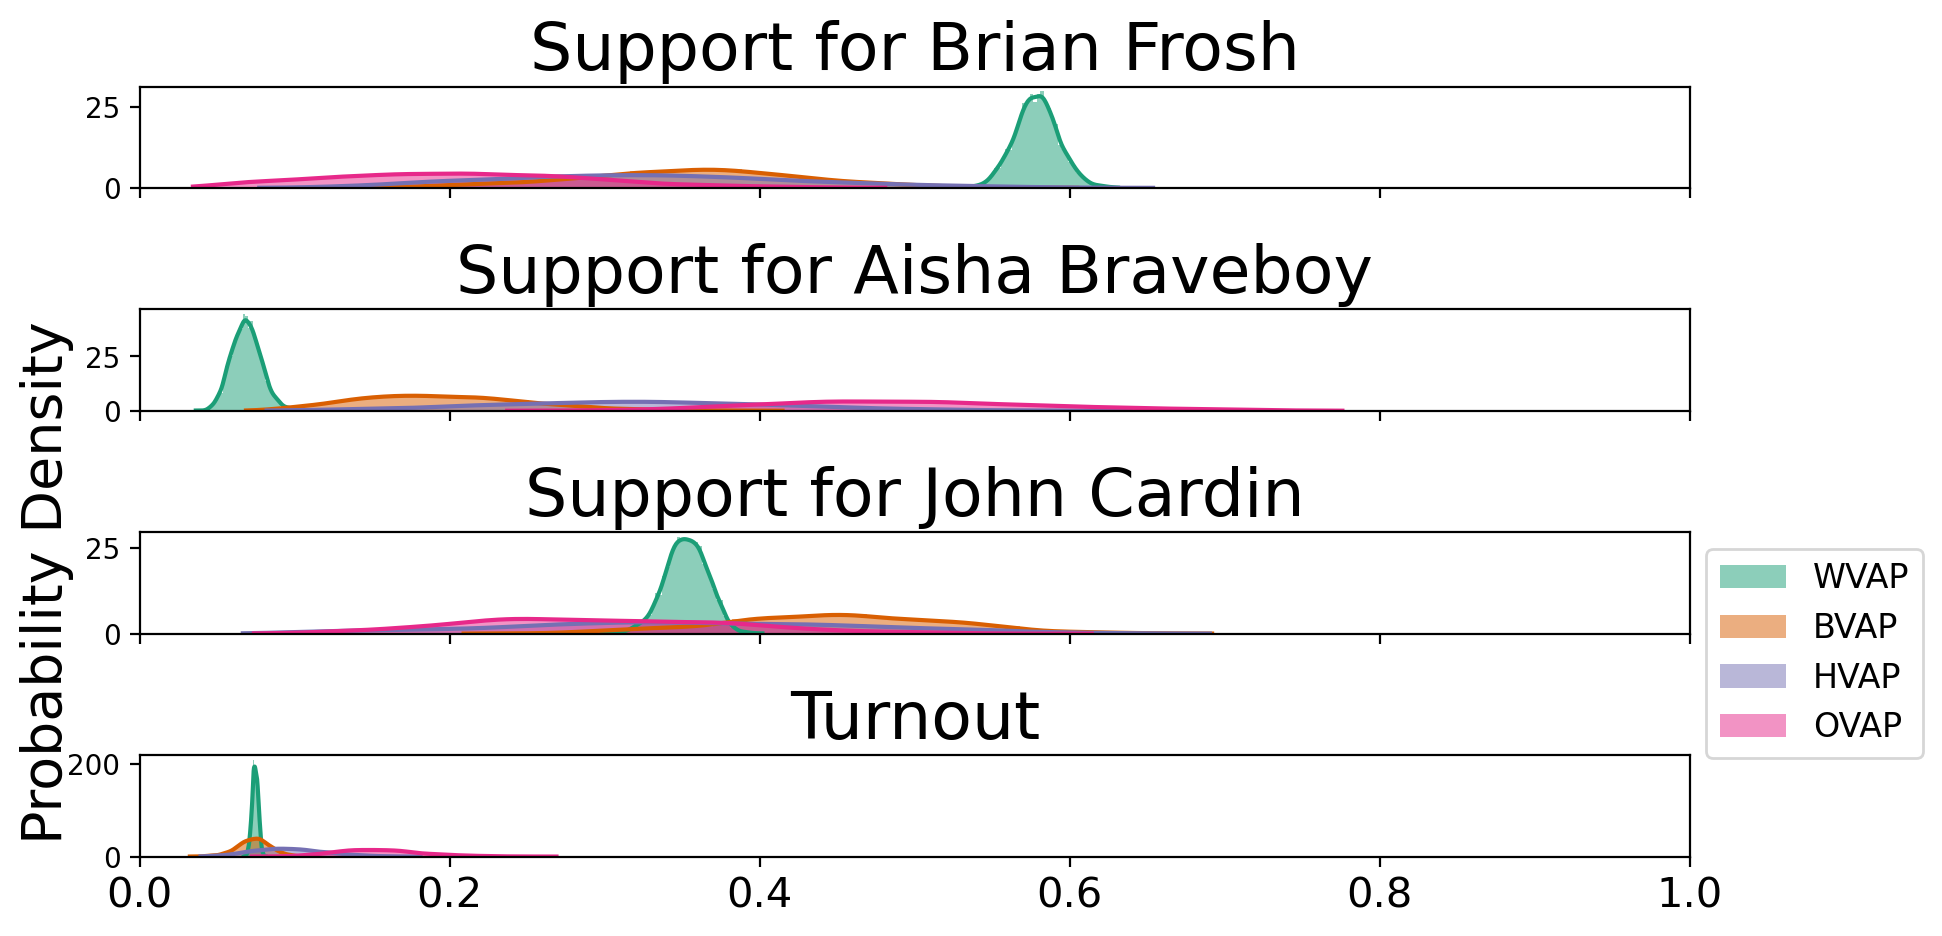 Support for Brian Frosh
25
0
Support for Aisha Braveboy
25
0
Support for John Cardin
25
0
Turnout
200
0
0.0 0.2 0.4 0.6 0.8 1.0
Probability Density
WVAP
BVAP
HVAP
OVAP